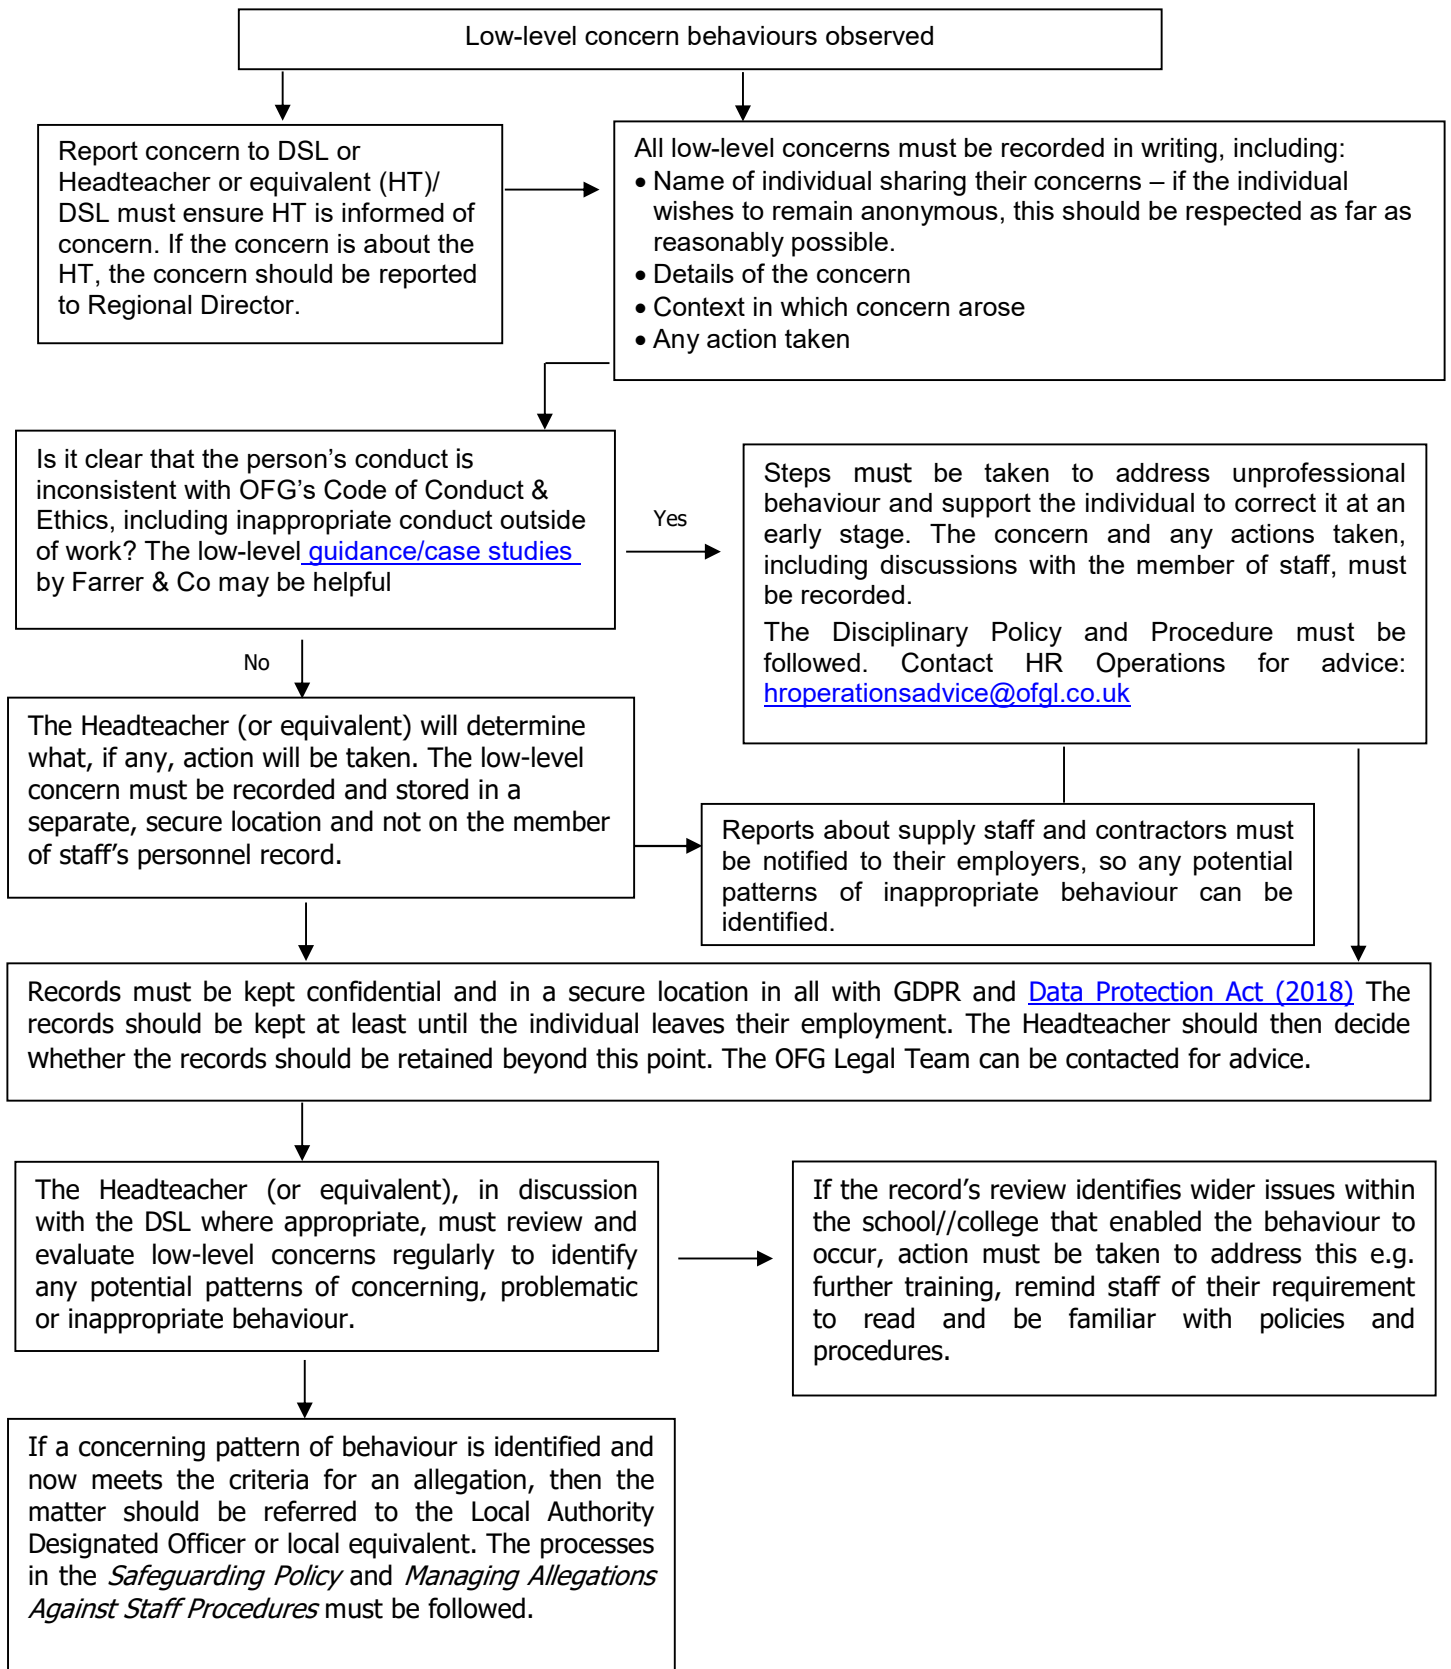 Low-level concern behaviours observed
Report concern to DSL or
Headteacher or equivalent (HT)/
DSL must ensure HT is informed of
concern. If the concern is about the
HT, the concern should be reported
to Regional Director.
All low-level concerns must be recorded in writing, including:
• Name of individual sharing their concerns – if the individual
wishes to remain anonymous, this should be respected as far as
reasonably possible.
• Details of the concern
• Context in which concern arose
• Any action taken
Is it clear that the person's conduct is
inconsistent with OFG's Code of Conduct &
Ethics, including inappropriate conduct outside
of work? The low-level guidance/case studies
by Farrer & Co may be helpful
Yes
Steps must be taken to address unprofessional
behaviour and support the individual to correct it at an
early stage. The concern and any actions taken,
including discussions with the member of staff, must
be recorded.
The Disciplinary Policy and Procedure must be
followed. Contact HR Operations for advice:
hroperationsadvice@ofgl.co.uk
No
The Headteacher (or equivalent) will determine
what, if any, action will be taken. The low-level
concern must be recorded and stored in a
separate, secure location and not on the member
of staff's personnel record.
Reports about supply staff and contractors must
be notified to their employers, so any potential
patterns of inappropriate behaviour can be
identified.
Records must be kept confidential and in a secure location in all with GDPR and Data Protection Act (2018) The
records should be kept at least until the individual leaves their employment. The Headteacher should then decide
whether the records should be retained beyond this point. The OFG Legal Team can be contacted for advice.
The Headteacher (or equivalent), in discussion
with the DSL where appropriate, must review and
evaluate low-level concerns regularly to identify
any potential patterns of concerning, problematic
or inappropriate behaviour.
If the record's review identifies wider issues within
the school//college that enabled the behaviour to
occur, action must be taken to address this e.g.
further training, remind staff of their requirement
to read and be familiar with policies and
procedures.
If a concerning pattern of behaviour is identified and
now meets the criteria for an allegation, then the
matter should be referred to the Local Authority
Designated Officer or local equivalent. The processes
in the Safeguarding Policy and Managing Allegations
Against Staff Procedures must be followed.